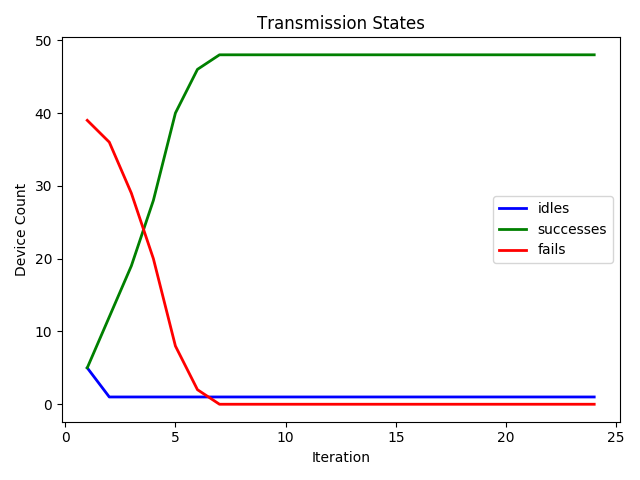 Transmission States
Device Count
50
40
30
20
10
0
idles
successes
fails
0 5 10 15 20 25
Iteration